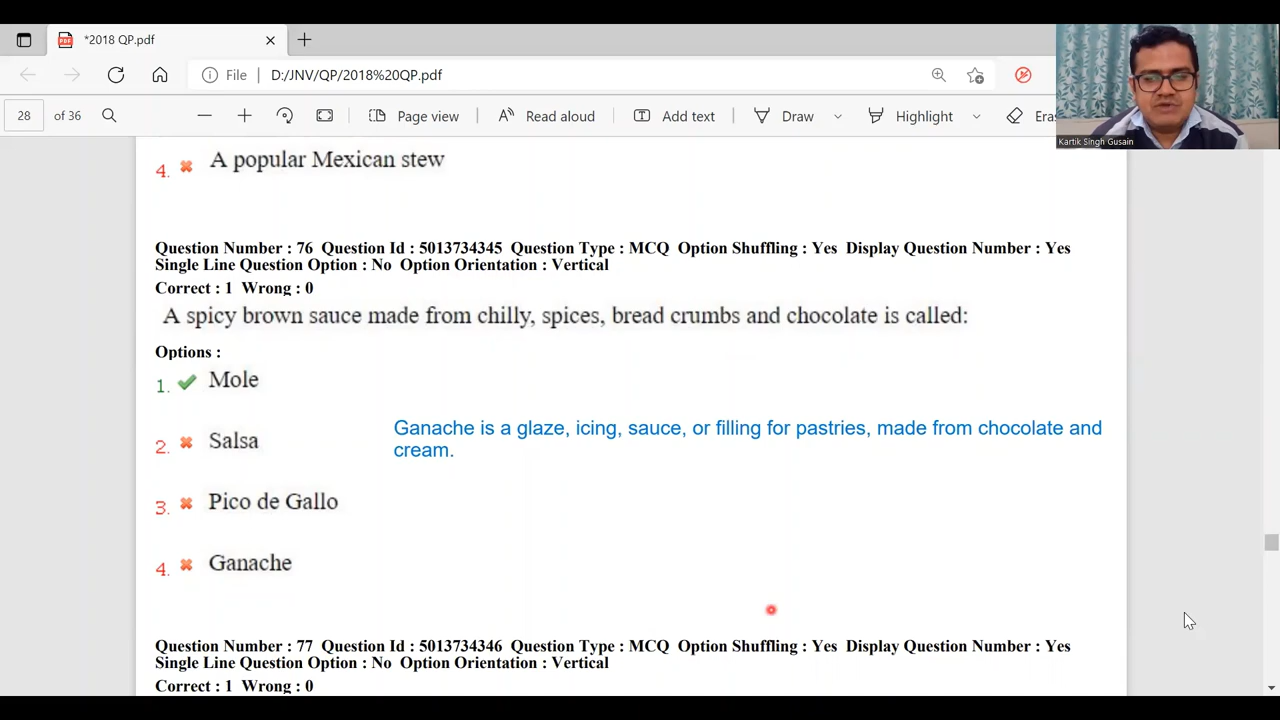 *2018 QP.pdf
File D:/JNV/QP/2018%20QP.pdf
28 of 36 Page view Read aloud Add text Draw Highlight Eras
Kartik Singh Gusain
4. A popular Mexican stew
Question Number : 76 Question Id : 5013734345 Question Type : MCQ Option Shuffling : Yes Display Question Number : Yes
Single Line Question Option : No Option Orientation : Vertical
Correct : 1 Wrong : 0
A spicy brown sauce made from chilly, spices, bread crumbs and chocolate is called:
Options :
1. Mole
Ganache is a glaze, icing, sauce, or filling for pastries, made from chocolate and
cream.
2. Salsa
3. Pico de Gallo
4. Ganache
Question Number : 77 Question Id : 5013734346 Question Type : MCQ Option Shuffling : Yes Display Question Number : Yes
Single Line Question Option : No Option Orientation : Vertical
Correct : 1 Wrong : 0